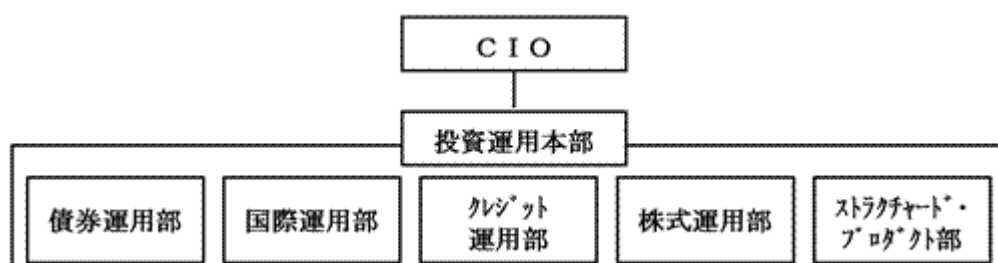 CIO
投資運用本部
債券運用部
国際運用部
クレジット
運用部
株式運用部
ストラクチャード・
プロダクト部